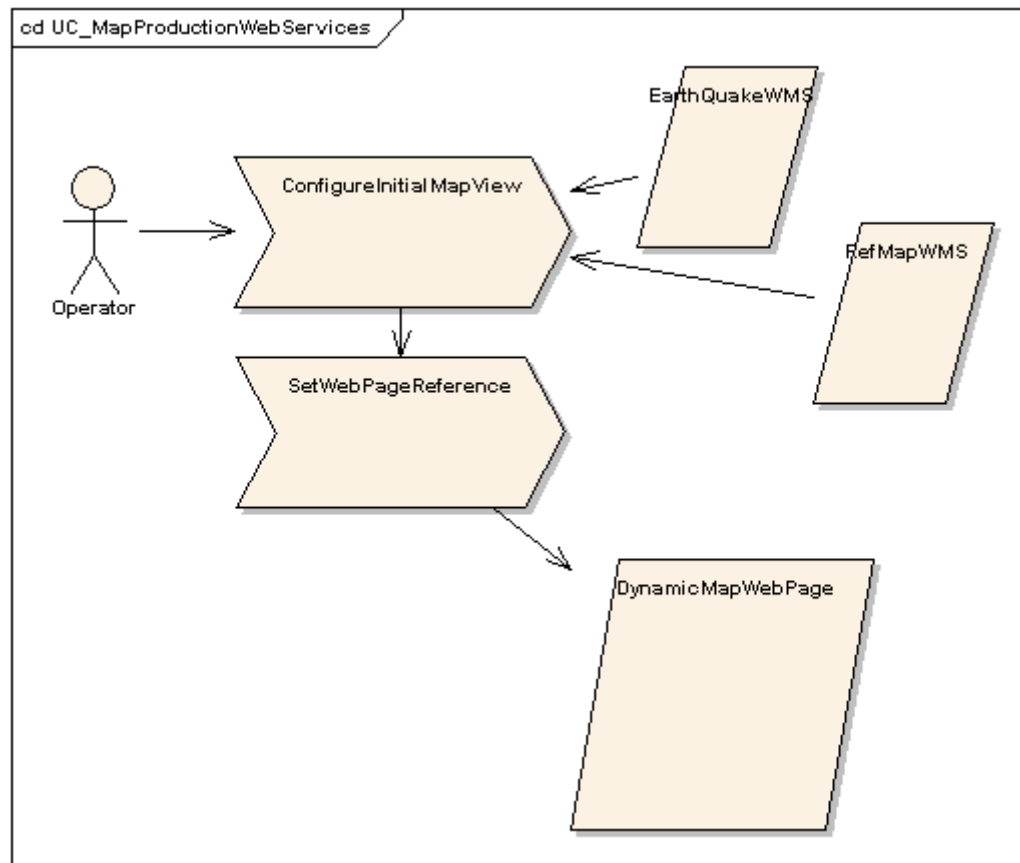 cd UC_MapProductionWebServices
EarthQuakeWMS
ConfigureInitialMapView
RefMapWMS
Operator
SetWebPageReference
DynamicMapWebPage